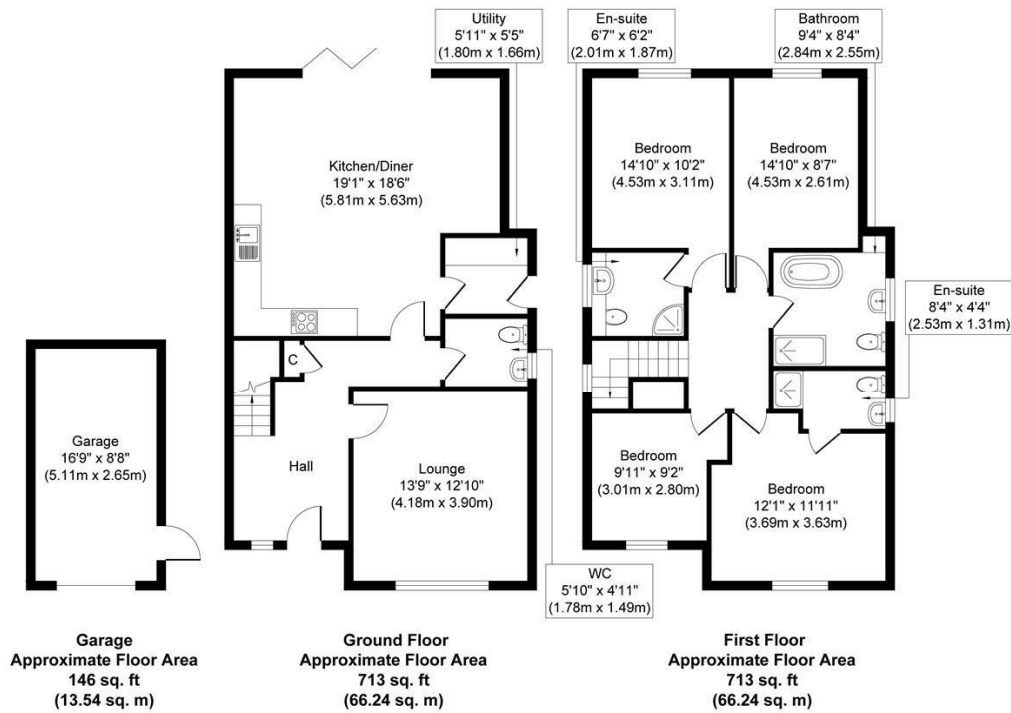 Utility
5'11" x 5'5"
(1.80m x 1.66m)
En-suite
6'7" x 6'2"
(2.01m x 1.87m)
Bathroom
9'4" x 8'4"
(2.84m x 2.55m)
Kitchen/Diner
19'1" x 18'6"
(5.81m x 5.63m)
Bedroom
14'10" x 10'2"
(4.53m x 3.11m)
Bedroom
14'10" x 8'7"
(4.53m x 2.61m)
En-suite
8'4" x 4'4"
(2.53m x 1.31m)
C
Garage
16'9" x 8'8"
(5.11m x 2.65m)
Hall
Lounge
13'9" x 12'10"
(4.18m x 3.90m)
Bedroom
9'11" x 9'2"
(3.01m x 2.80m)
Bedroom
12'1" x 11'11"
(3.69m x 3.63m)
WC
5'10" x 4'11"
(1.78m x 1.49m)
Garage
Approximate Floor Area
146 sq. ft
(13.54 sq. m)
Ground Floor
Approximate Floor Area
713 sq. ft
(66.24 sq. m)
First Floor
Approximate Floor Area
713 sq. ft
(66.24 sq. m)